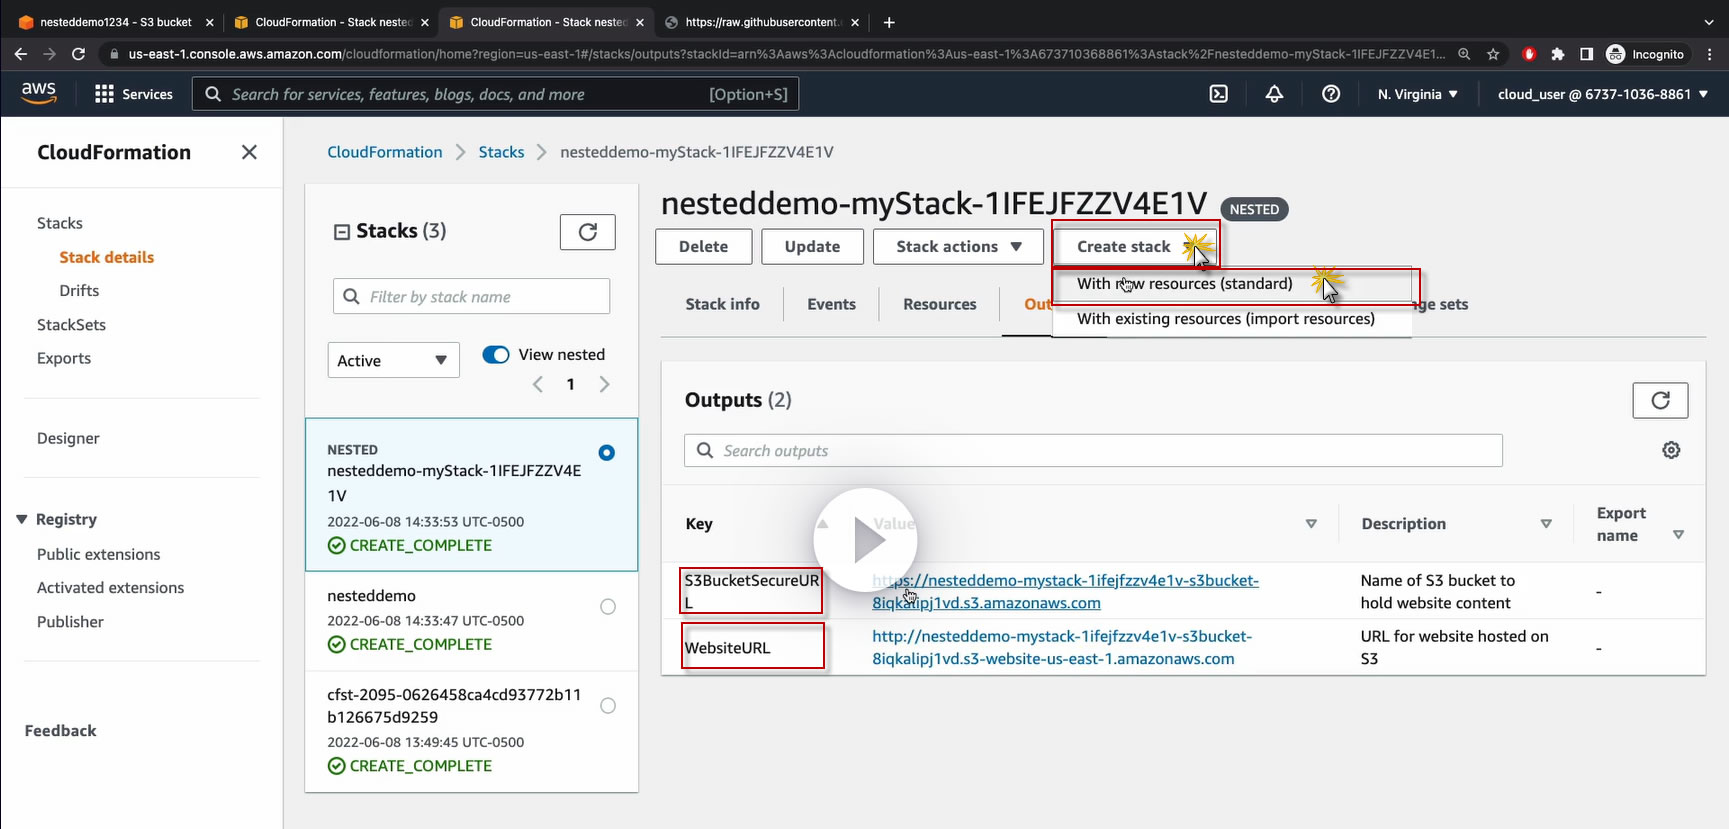 nesteddemo1234 - S3 bucket
CloudFormation - Stack nested
CloudFormation - Stack nested
https://raw.githubusercontent.
us-east-1.console.aws.amazon.com/cloudformation/home?region=us-east-1#/stacks/outputs?stackId=arn%3Aaws%3Acloudformation%3Aus-east-1%3A673710368861%3Astack%2Fnesteddemo-myStack-1IFEJFZZV4E1...
Incognito
aws
Services
Search for services, features, blogs, docs, and more
[Option+S]
N. Virginia
cloud_user @ 6737-1036-8861
CloudFormation
Stacks
Stack details
Drifts
StackSets
Exports
Designer
Registry
Public extensions
Activated extensions
Publisher
Feedback
CloudFormation
Stacks
nesteddemo-myStack-1IFEJFZZV4E1V
Stacks (3)
Filter by stack name
Active
View nested
1
NESTED
nesteddemo-myStack-1IFEJFZZV4E
1V
2022-06-08 14:33:53 UTC-0500
CREATE_COMPLETE
nesteddemo
2022-06-08 14:33:47 UTC-0500
CREATE_COMPLETE
cfst-2095-0626458ca4cd93772b11
b126675d9259
2022-06-08 13:49:45 UTC-0500
CREATE_COMPLETE
nesteddemo-myStack-1IFEJFZZV4E1V
NESTED
Delete
Update
Stack actions
Create stack
With new resources (standard)
With existing resources (import resources)
Stack info
Events
Resources
Out
ge sets
Outputs (2)
Search outputs
Key
Value
Description
Export
name
S3BucketSecureUR
L
https://nesteddemo-mystack-1ifejfzzv4e1v-s3bucket-
8iqkalipj1vd.s3.amazonaws.com
Name of S3 bucket to
hold website content
-
WebsiteURL
http://nesteddemo-mystack-1ifejfzzv4e1v-s3bucket-
8iqkalipj1vd.s3-website-us-east-1.amazonaws.com
URL for website hosted on
S3
-